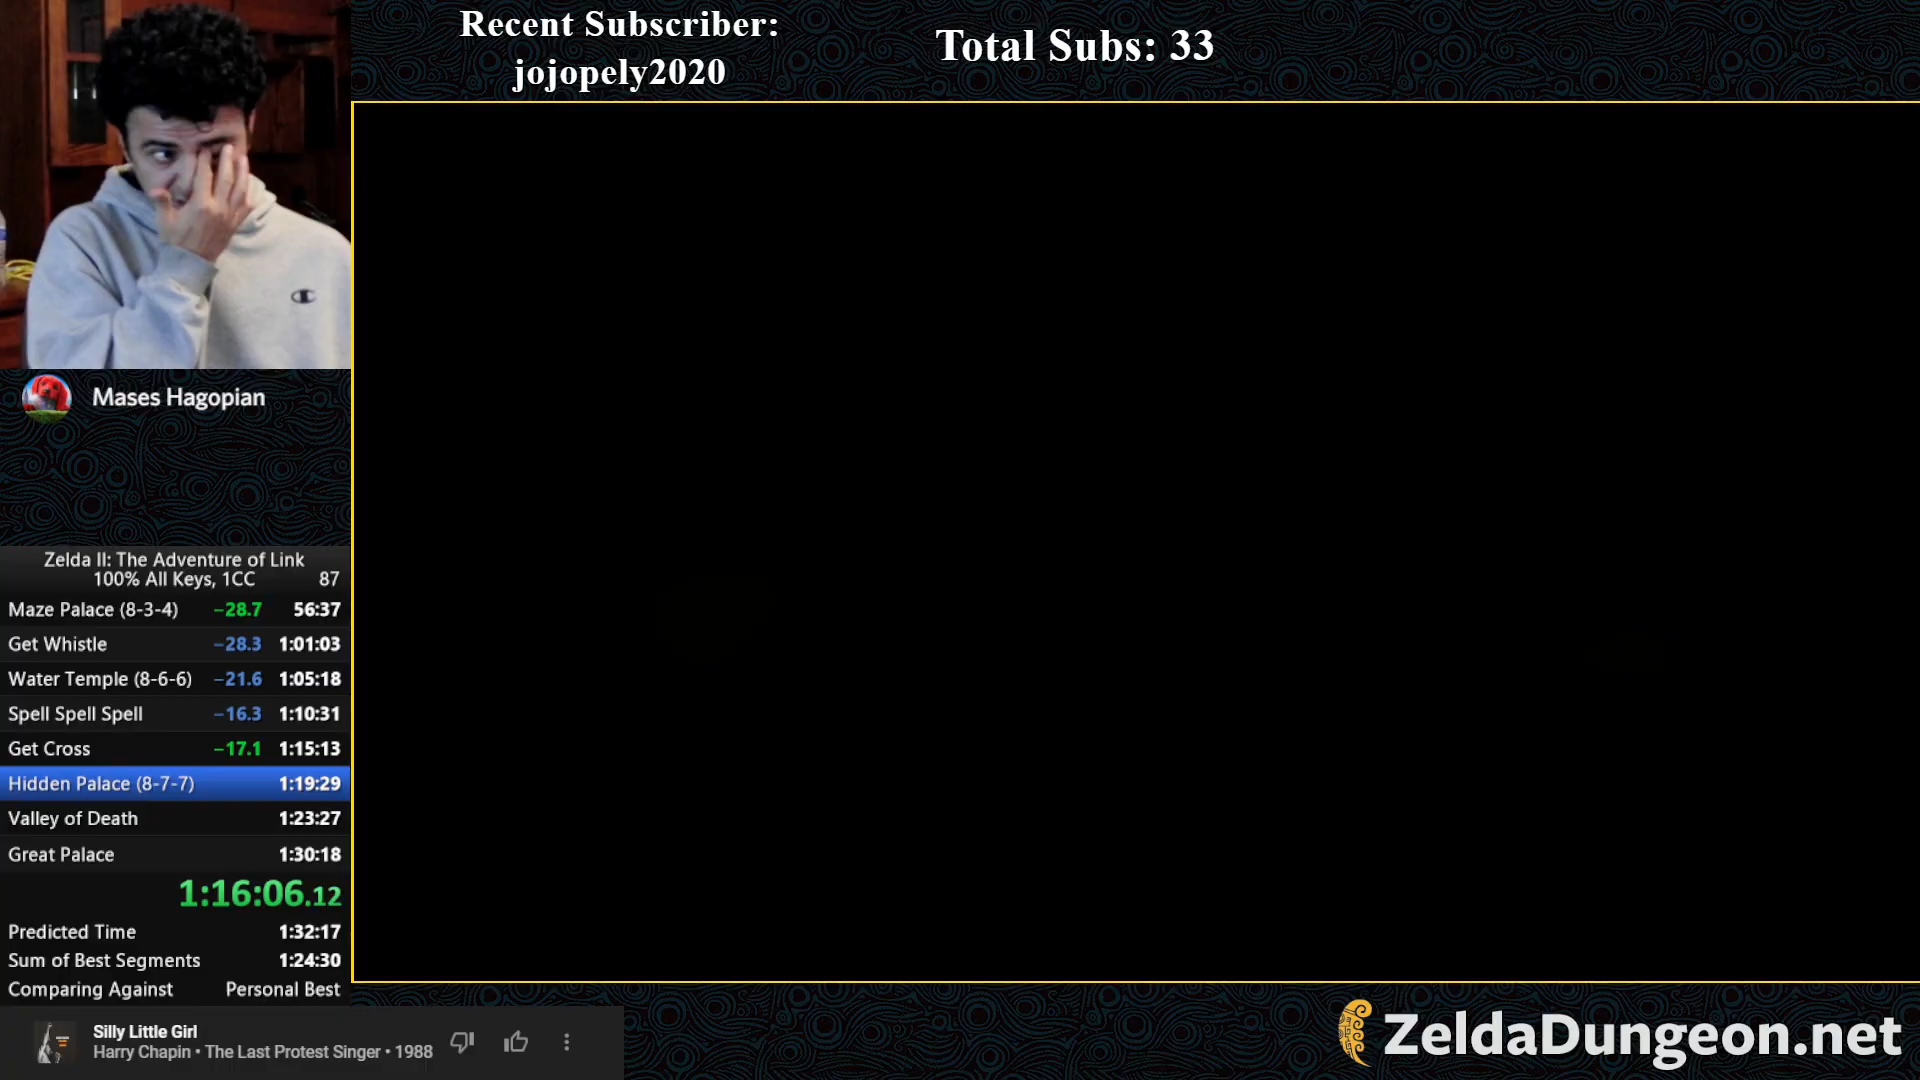 Recent Subscriber:
jojopely2020
Total Subs: 33
Mases Hagopian
Zelda II: The Adventure of Link
100% All Keys, 1CC 87
Maze Palace (8-3-4) −28.7 56:37
Get Whistle −28.3 1:01:03
Water Temple (8-6-6) −21.6 1:05:18
Spell Spell Spell −16.3 1:10:31
Get Cross −17.1 1:15:13
Hidden Palace (8-7-7) 1:19:29
Valley of Death 1:23:27
Great Palace 1:30:18
1:16:06.12
Predicted Time 1:32:17
Sum of Best Segments 1:24:30
Comparing Against Personal Best
Silly Little Girl
Harry Chapin • The Last Protest Singer • 1988
ZeldaDungeon.net